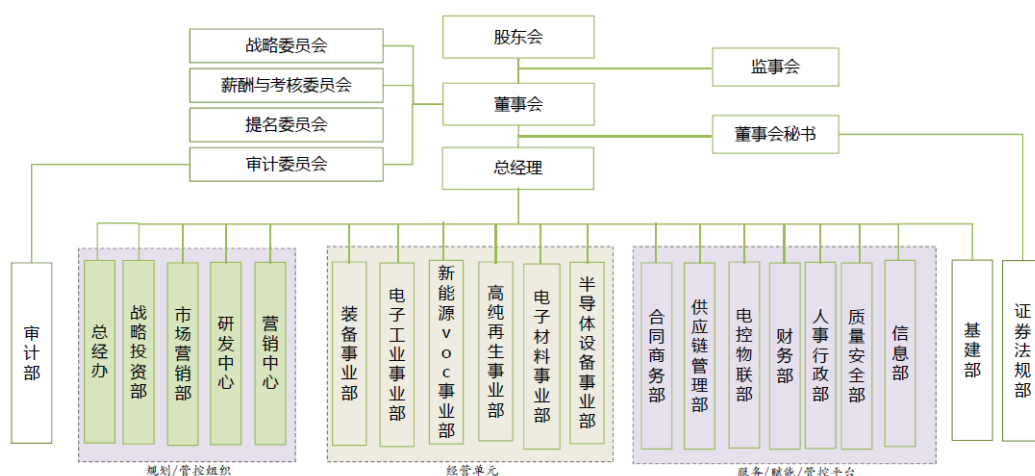 股东会
战略委员会
监事会
薪酬与考核委员会
董事会
提名委员会
董事会秘书
审计委员会
总经理
审计部
总经办
战略投资部
市场营销部
研发中心
营销中心
装备事业部
电子工业事业部
新能源voc事业部
高纯再生事业部
电子材料事业部
半导体设备事业部
合同商务部
供应链管理部
电控物联部
财务部
人事行政部
质量安全部
信息部
基建部
证券法规部
规划/管控组织
经营单元
服务/赋能/管控平台